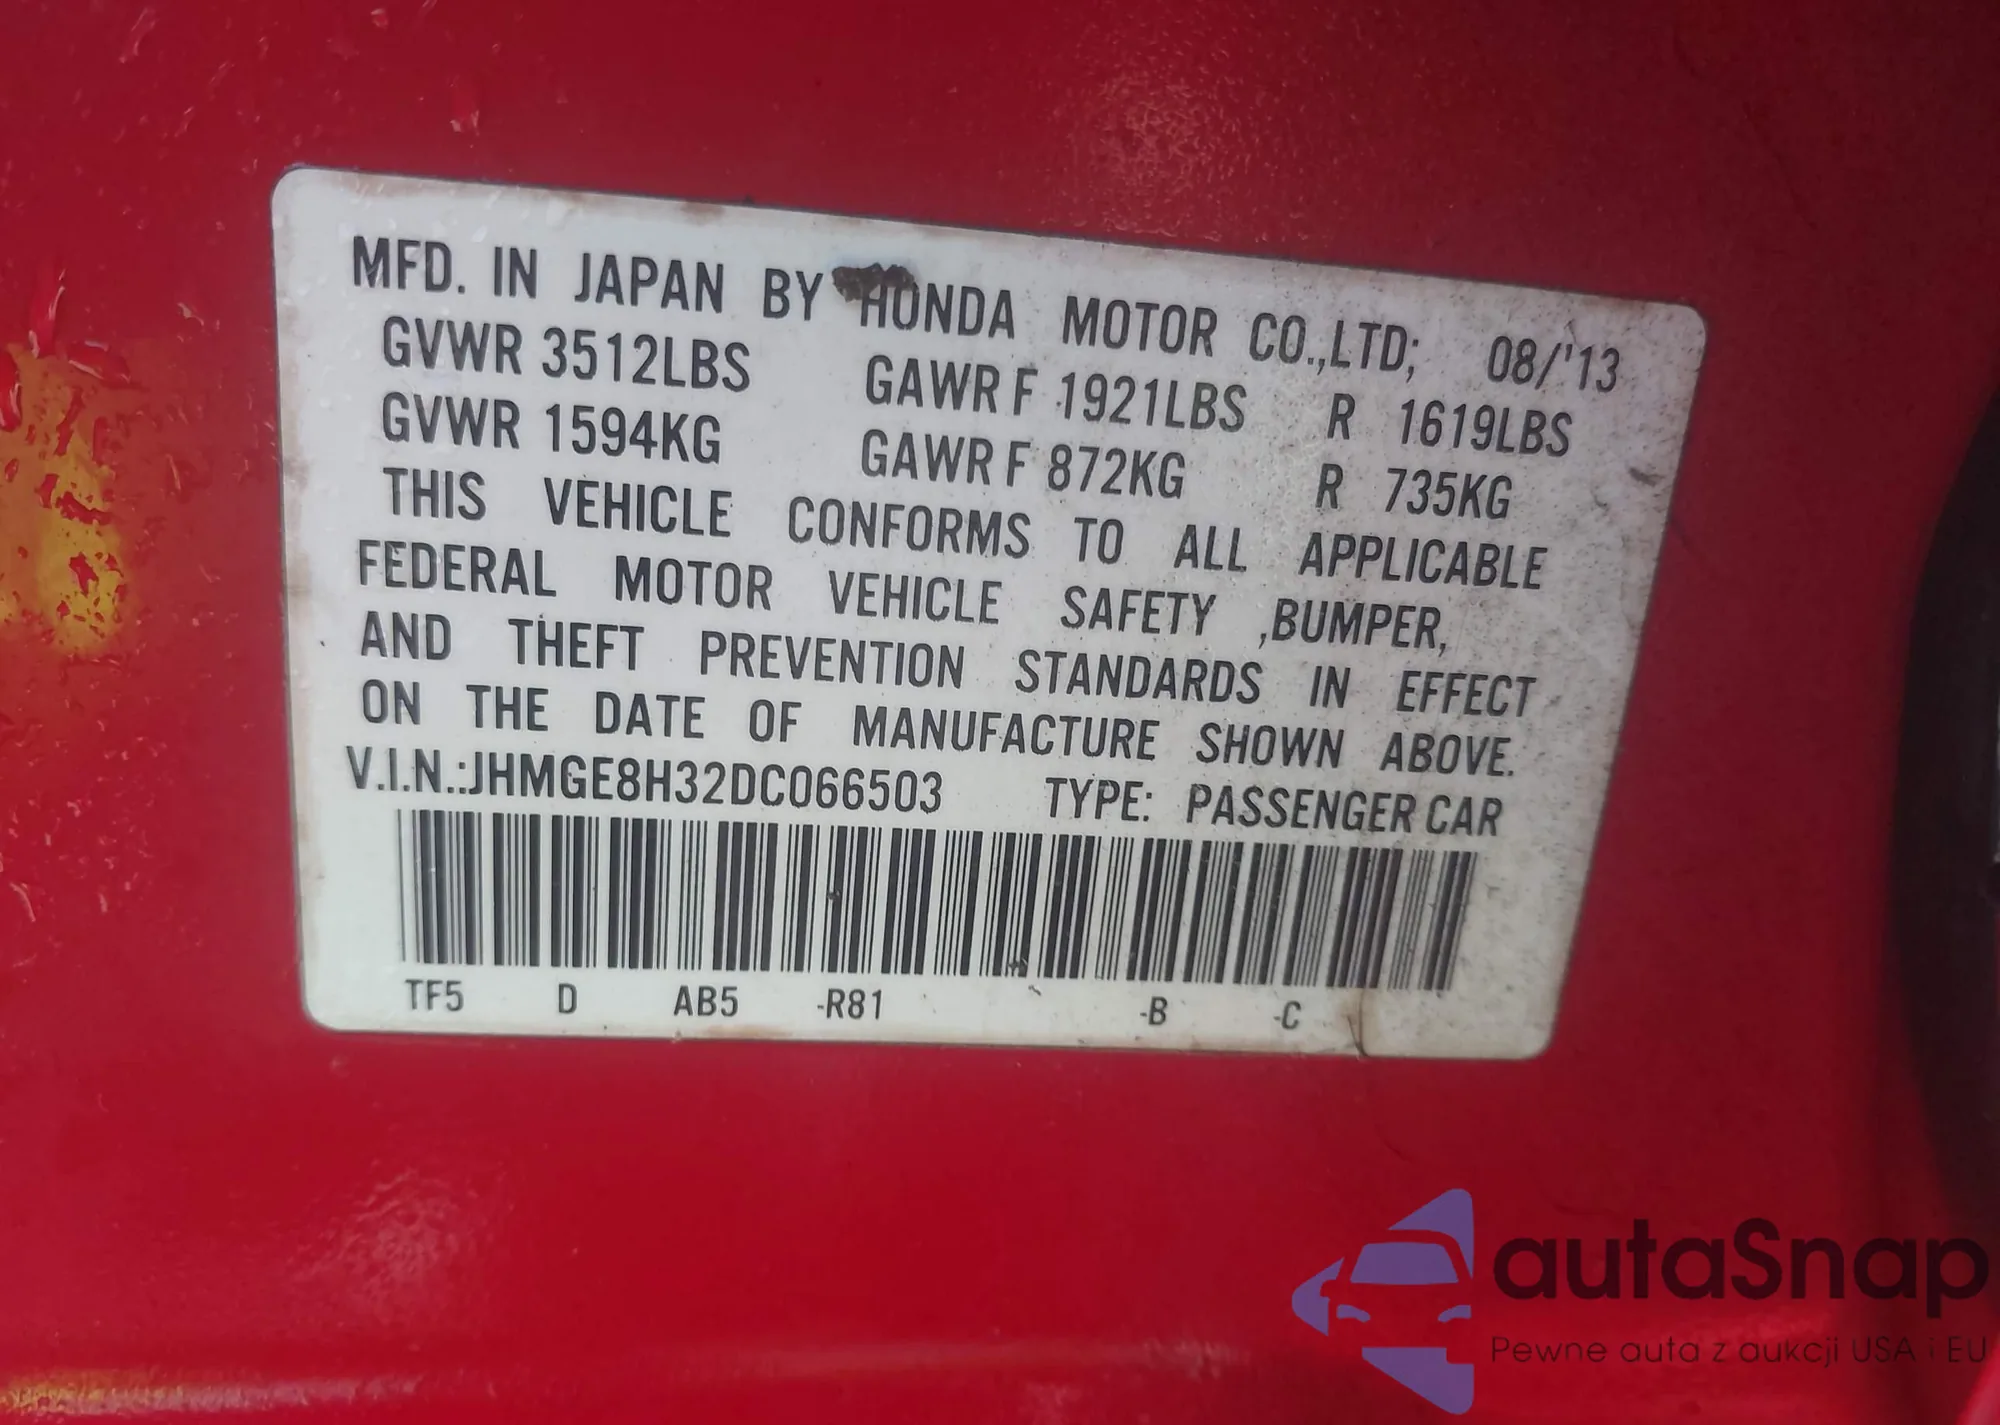 MFD. IN JAPAN BY HONDA MOTOR CO.,LTD; 08/'13
GVWR 3512LBS GAWR F 1921LBS R 1619LBS
GVWR 1594KG GAWR F 872KG R 735KG
THIS VEHICLE CONFORMS TO ALL APPLICABLE
FEDERAL MOTOR VEHICLE SAFETY ,BUMPER,
AND THEFT PREVENTION STANDARDS IN EFFECT
ON THE DATE OF MANUFACTURE SHOWN ABOVE.
V.I.N.:JHMGE8H32DC066503 TYPE: PASSENGER CAR
TF5 D AB5 -R81 -B -C
autaSnap
Pewne auta z aukcji USA i EU